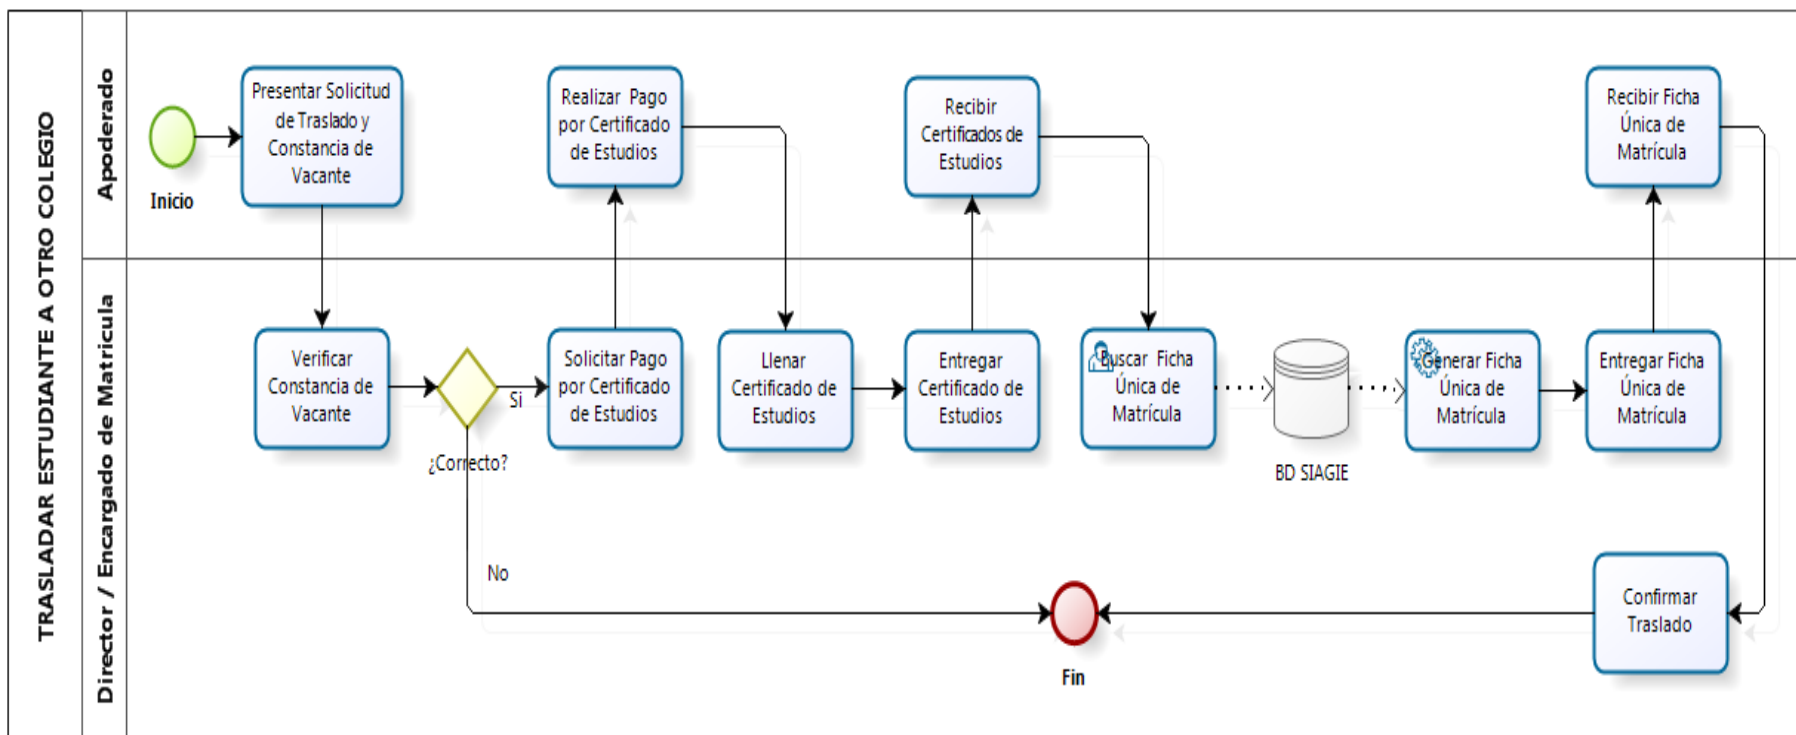 TRASLADAR ESTUDIANTE A OTRO COLEGIO
Apoderado
Inicio
Presentar Solicitud
de Traslado y
Constancia de
Vacante
Realizar Pago
por Certificado
de Estudios
Recibir
Certificados de
Estudios
Recibir Ficha
Única de
Matrícula
Director / Encargado de Matricula
Verificar
Constancia de
Vacante
¿Correcto?
Si
No
Solicitar Pago
por Certificado
de Estudios
Llenar
Certificado de
Estudios
Entregar
Certificado de
Estudios
Buscar Ficha
Única de
Matrícula
BD SIAGIE
Generar Ficha
Única de
Matrícula
Entregar Ficha
Única de
Matrícula
Confirmar
Traslado
Fin